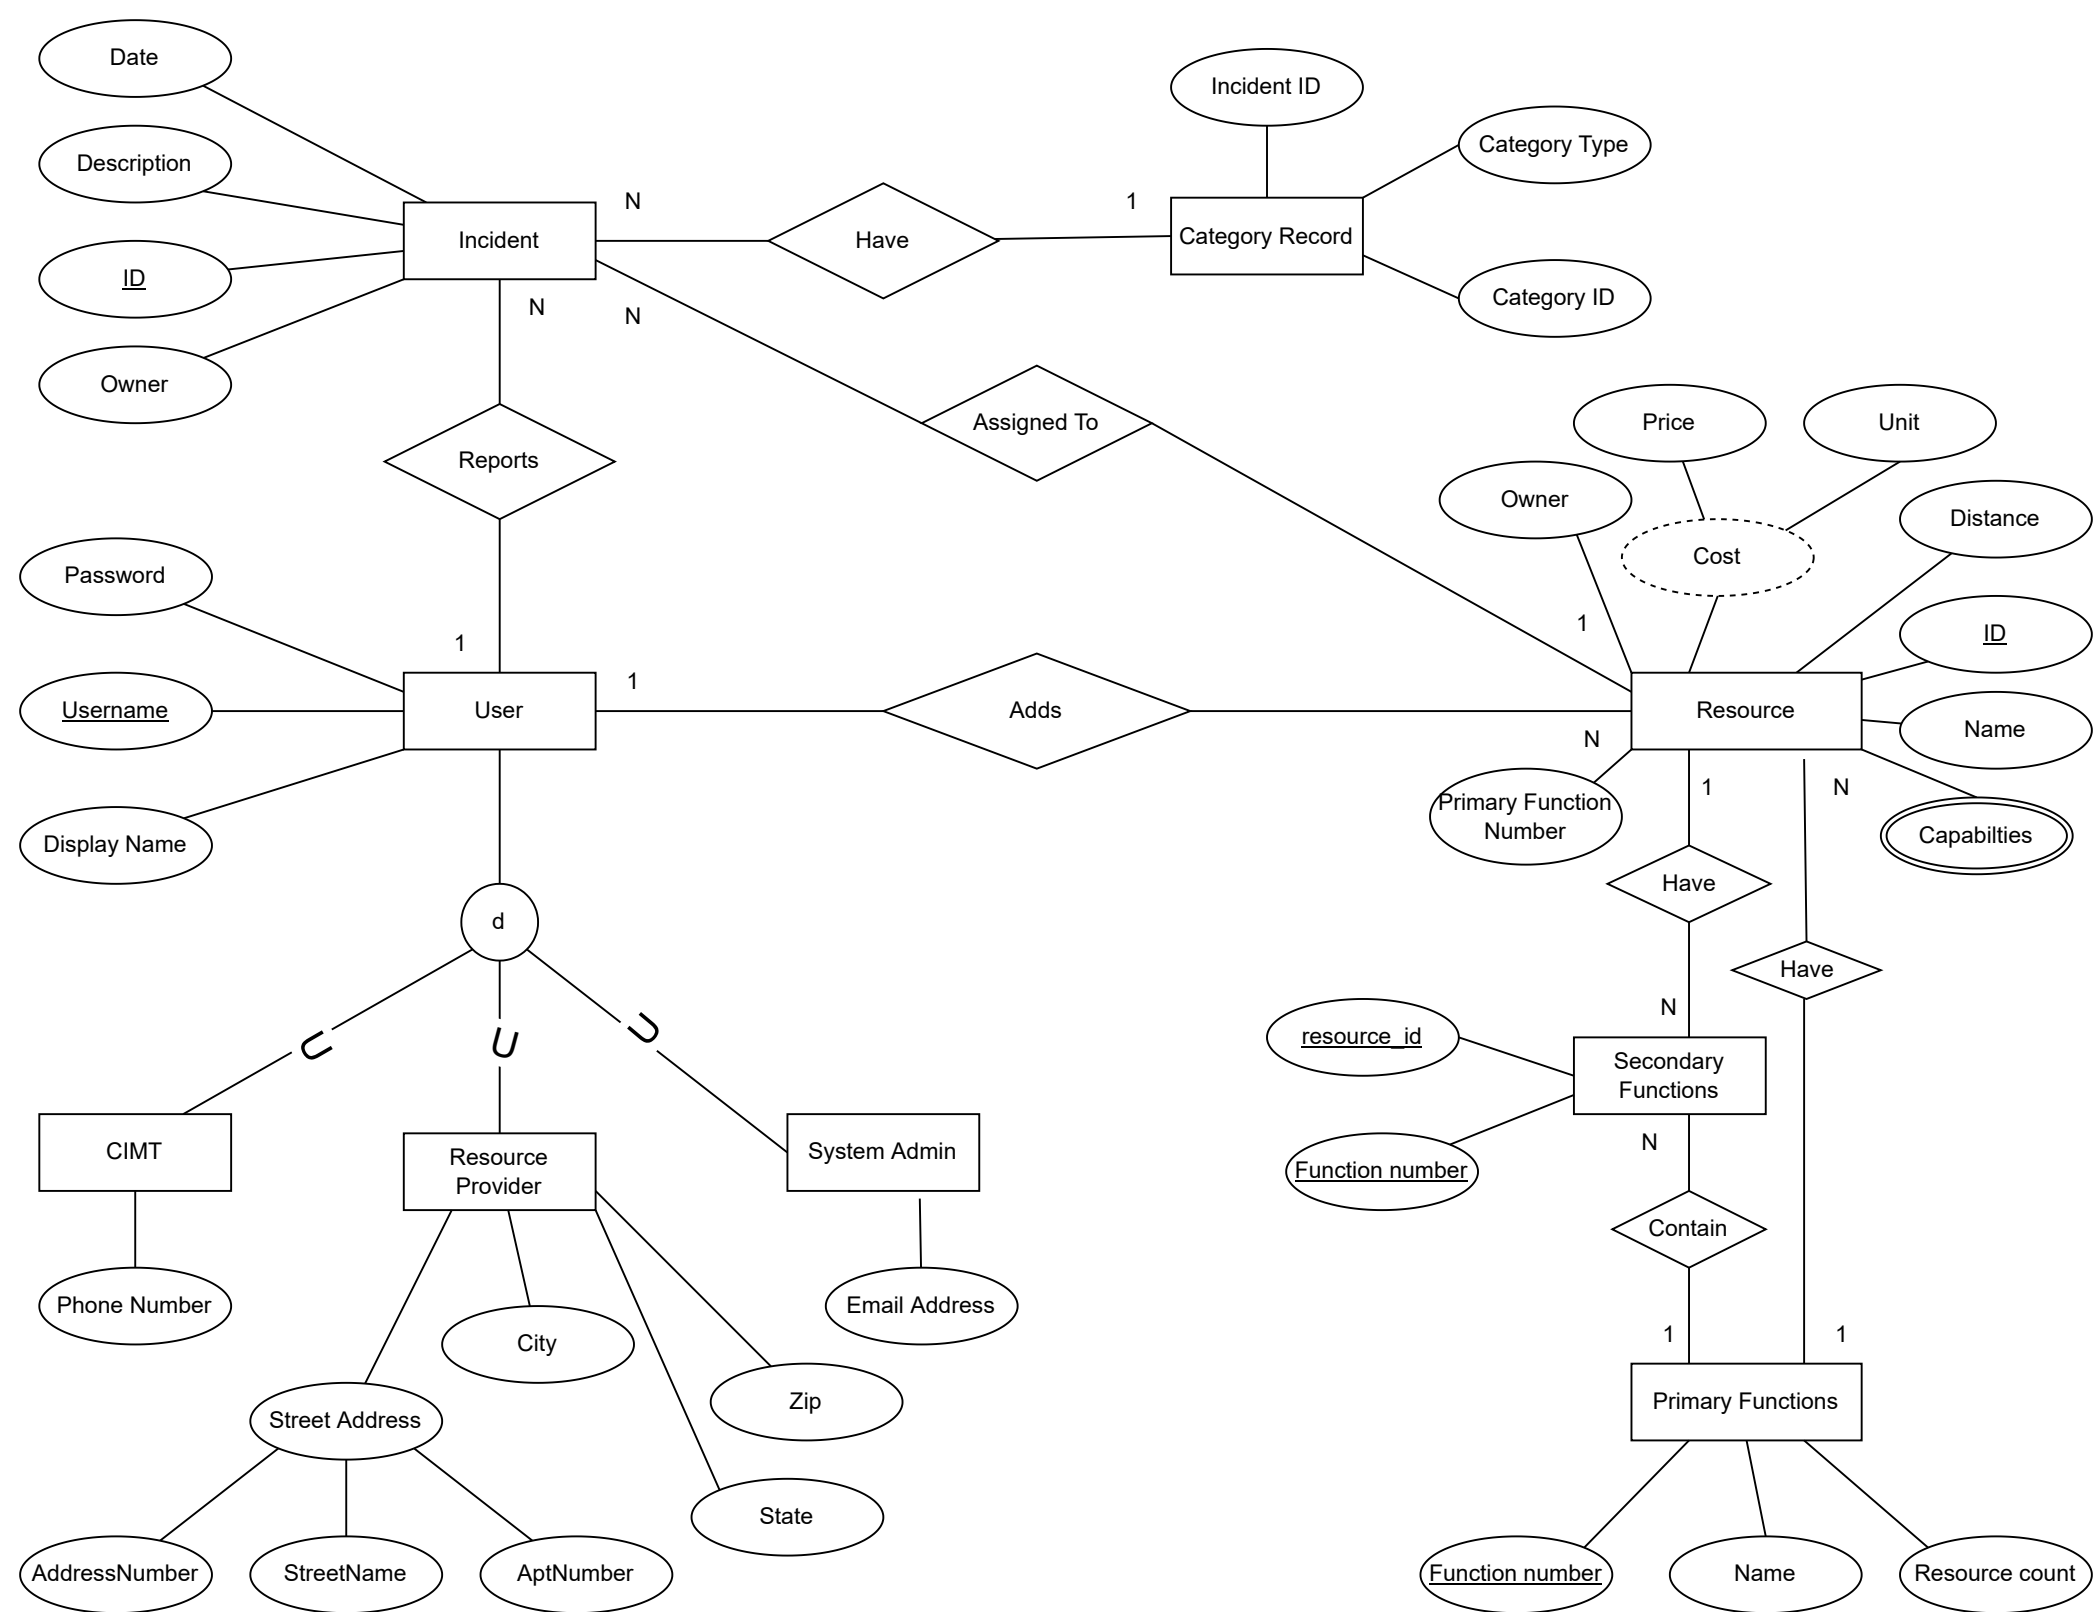 Date
Incident ID
Category Type
Description
N
1
Incident
Have
Category Record
ID
Category ID
N
N
Owner
Assigned To
Price
Unit
Reports
Owner
Distance
Cost
Password
1
1
ID
1
Username
User
Adds
Resource
Name
N
1
N
Primary Function
Number
Display Name
Capabilties
Have
d
Have
N
resource_id
U
U
U
Secondary
Functions
CIMT
Resource
Provider
System Admin
N
Function number
Contain
Phone Number
Email Address
City
1
1
Zip
Primary Functions
Street Address
State
AddressNumber
StreetName
AptNumber
Function number
Name
Resource count